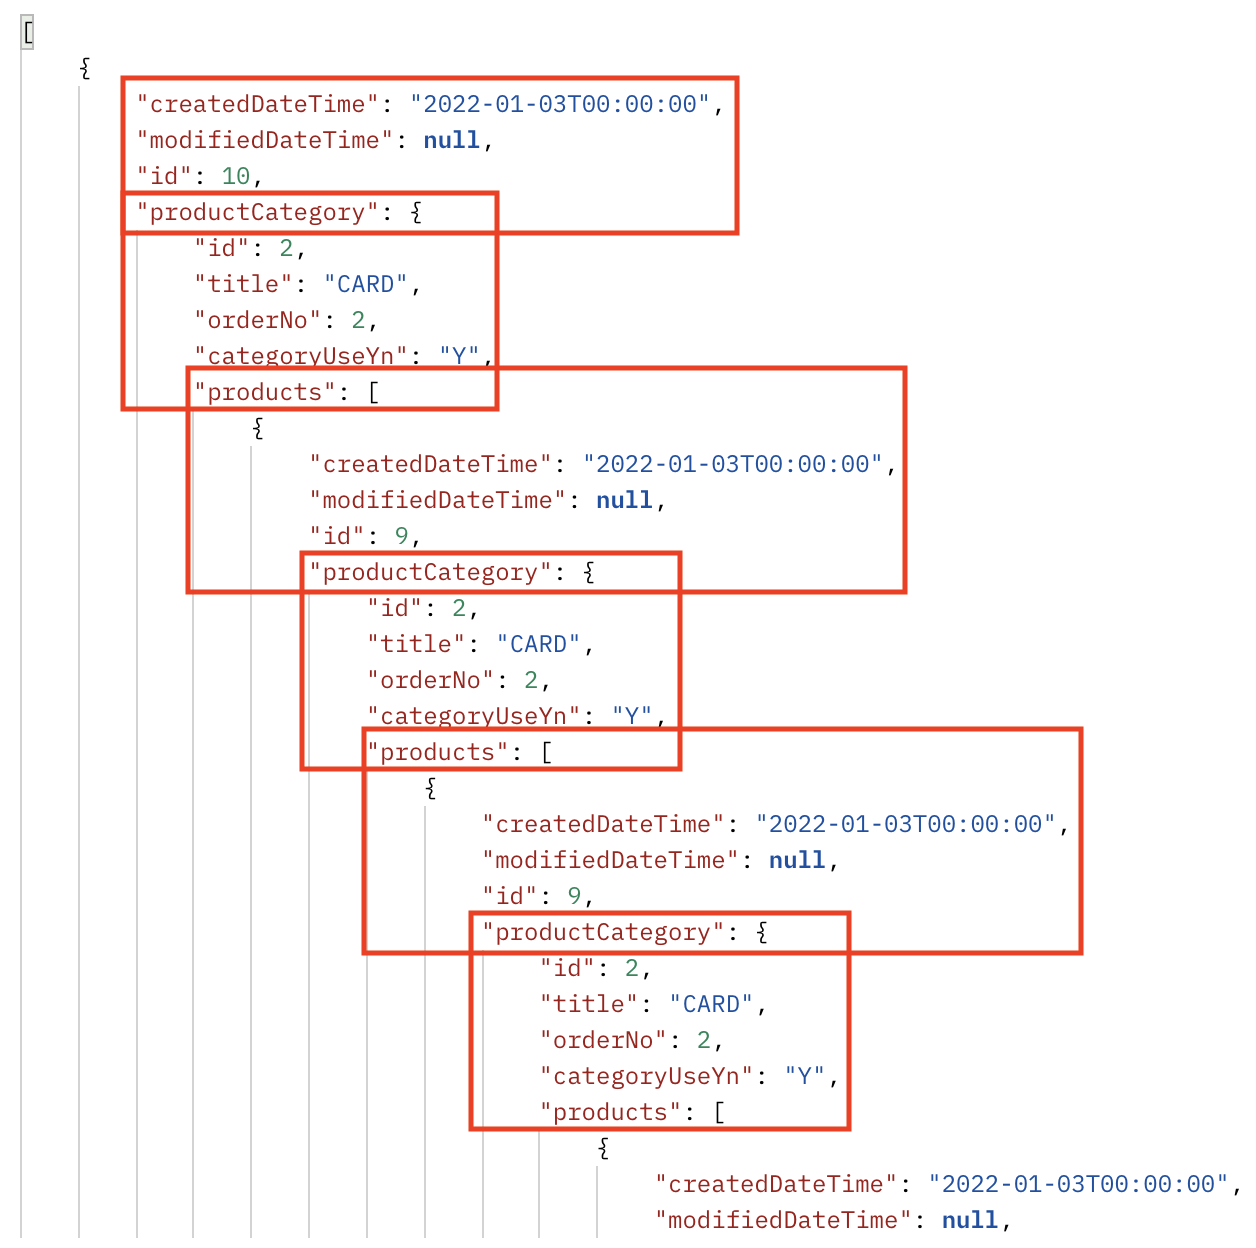 [
{
"createdDateTime": "2022-01-03T00:00:00",
"modifiedDateTime": null,
"id": 10,
"productCategory": {
"id": 2,
"title": "CARD",
"orderNo": 2,
"categoryUseYn": "Y",
"products": [
{
"createdDateTime": "2022-01-03T00:00:00",
"modifiedDateTime": null,
"id": 9,
"productCategory": {
"id": 2,
"title": "CARD",
"orderNo": 2,
"categoryUseYn": "Y",
"products": [
{
"createdDateTime": "2022-01-03T00:00:00",
"modifiedDateTime": null,
"id": 9,
"productCategory": {
"id": 2,
"title": "CARD",
"orderNo": 2,
"categoryUseYn": "Y",
"products": [
{
"createdDateTime": "2022-01-03T00:00:00",
"modifiedDateTime": null,